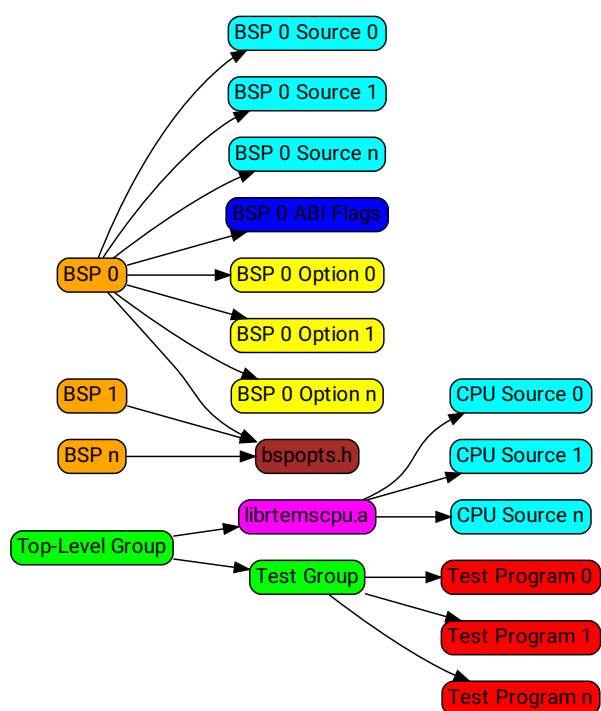 BSP 0 Source 0
BSP 0 Source 1
BSP 0 Source n
BSP 0 ABI Flags
BSP 0
BSP 0 Option 0
BSP 0 Option 1
BSP 1
BSP 0 Option n
CPU Source 0
BSP n
bspopts.h
CPU Source 1
librtemscpu.a
CPU Source n
Top-Level Group
Test Group
Test Program 0
Test Program 1
Test Program n